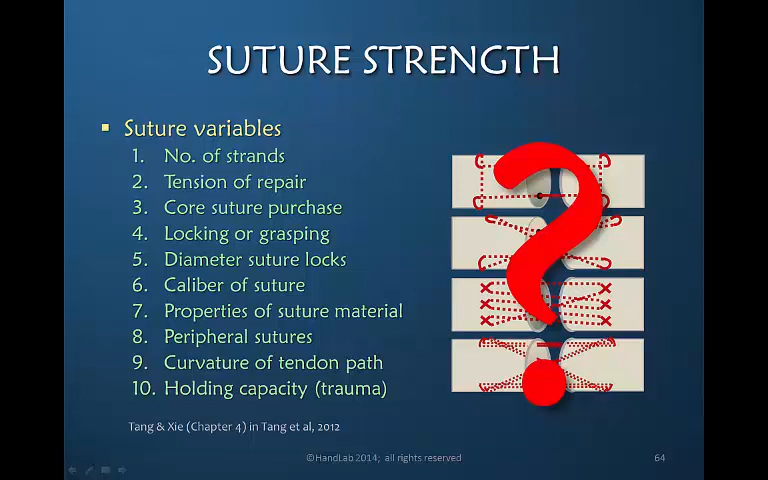 SUTURE STRENGTH
▪ Suture variables
1. No. of strands
2. Tension of repair
3. Core suture purchase
4. Locking or grasping
5. Diameter suture locks
6. Caliber of suture
7. Properties of suture material
8. Peripheral sutures
9. Curvature of tendon path
10. Holding capacity (trauma)
?
Tang & Xie (Chapter 4) in Tang et al, 2012
©HandLab 2014; all rights reserved
64